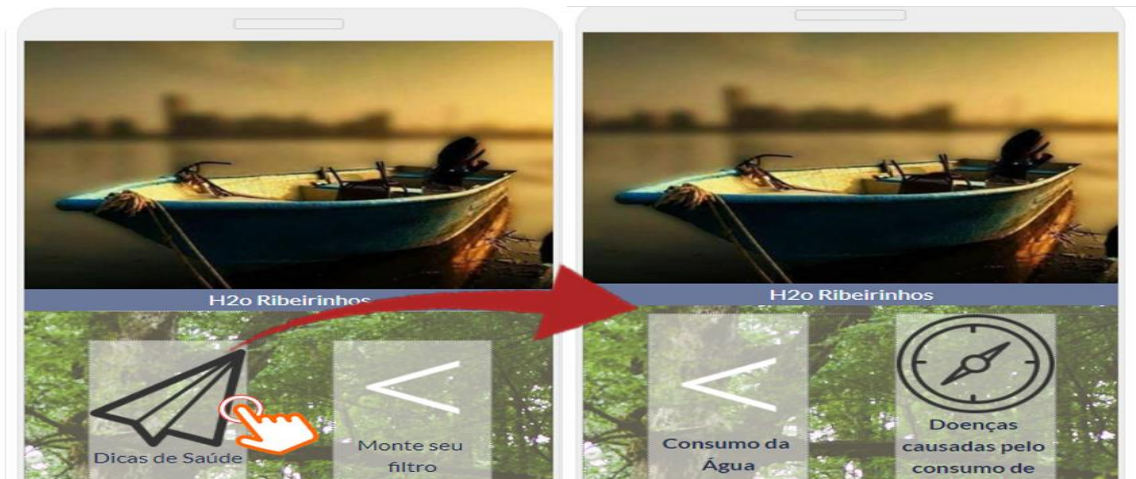 H2o Ribeirinhos
Dicas de Saúde
Monte seu
filtro
H2o Ribeirinhos
Consumo da
Água
Doenças
causadas pelo
consumo de